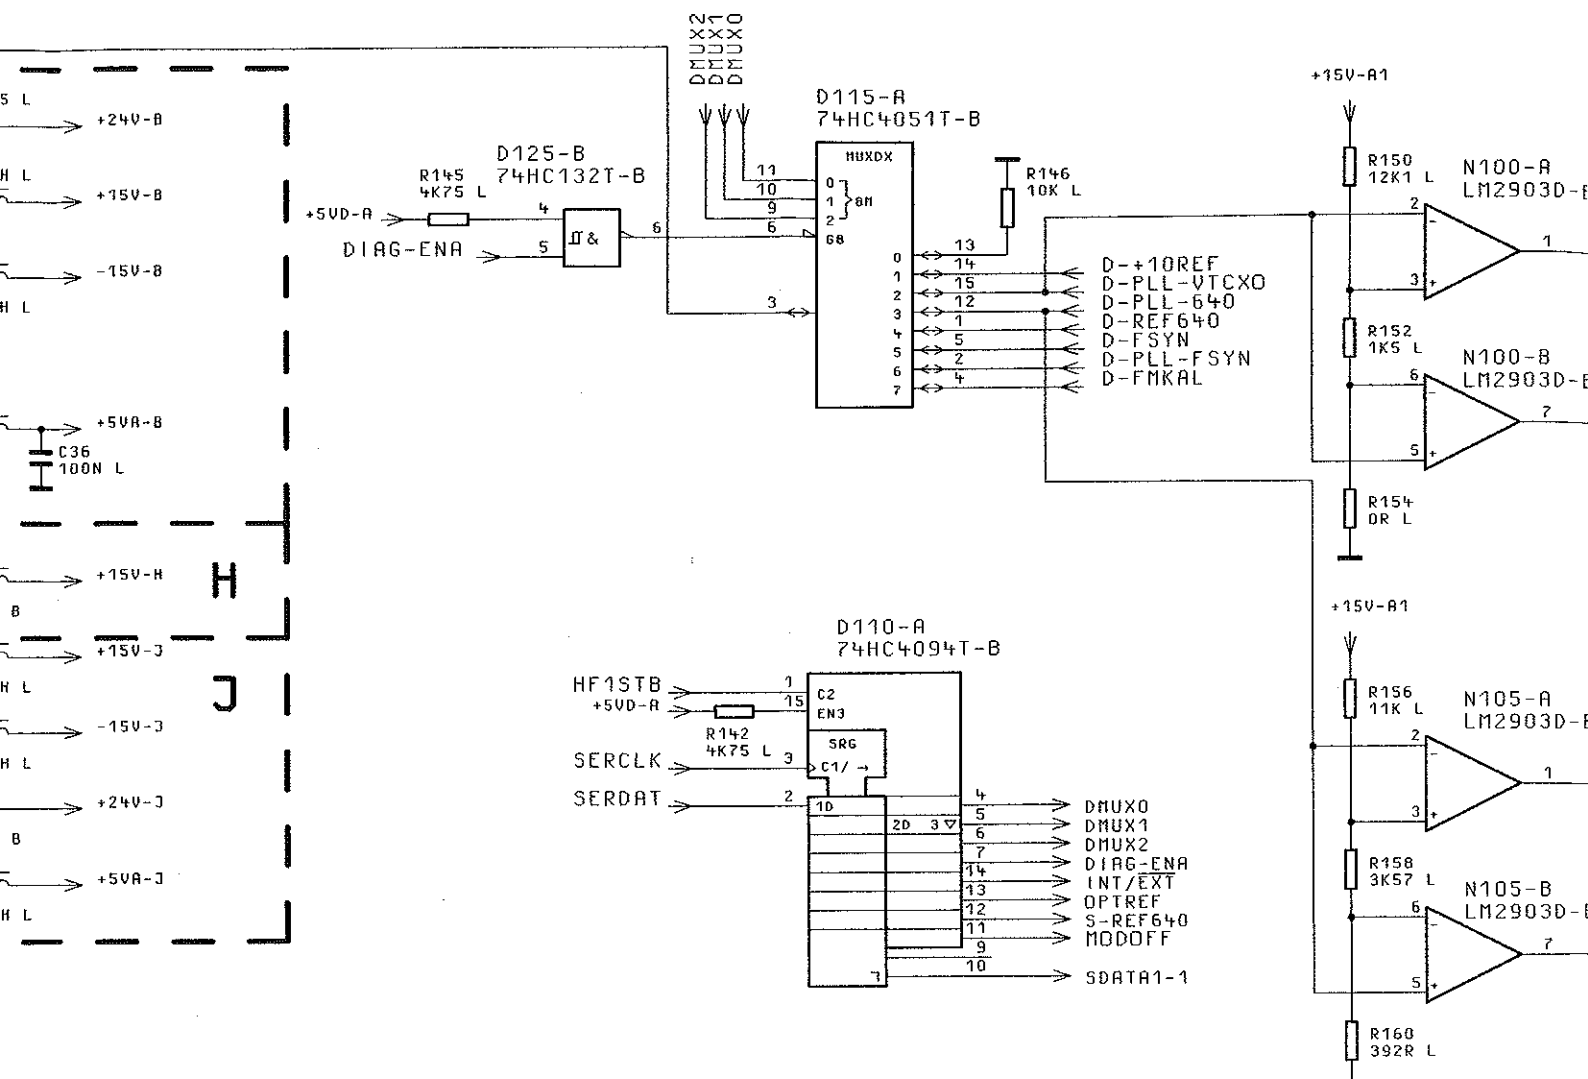 5 L
+24V-B
H L
+15V-B
-15V-B
H L
+5VA-B
C36
100N L
+15V-H
H
B
+15V-J
H L
J
-15V-J
H L
+24V-J
B
+5VA-J
H L
DMUX2
DMUX1
DMUX0
D125-B
74HC132T-B
R145
4K75 L
+5VD-A
DIAG-ENA
4
5
&
6
D115-A
74HC4051T-B
MUXDX
11
10
9
6
3
0
1
2
8M
G8
0
1
2
3
4
5
6
7
13
14
15
12
1
5
2
4
R146
10K L
D-+10REF
D-PLL-VTCXO
D-PLL-640
D-REF640
D-FSYN
D-PLL-FSYN
D-FMKAL
+15V-A1
R150
12K1 L
N100-A
LM2903D-B
2
-
3
+
1
R152
1K5 L
N100-B
LM2903D-B
6
-
5
+
7
R154
0R L
D110-A
74HC4094T-B
HF1STB
+5VD-A
R142
4K75 L
SERCLK
SERDAT
1
15
3
2
C2
EN3
SRG
C1/ →
1D
2D 3 ▽
4
5
6
7
14
13
12
11
9
10
DMUX0
DMUX1
DMUX2
DIAG-ENA
INT/EXT
OPTREF
S-REF640
MODOFF
SDATA1-1
+15V-A1
R156
11K L
N105-A
LM2903D-B
2
-
3
+
1
R158
3K57 L
N105-B
LM2903D-B
6
-
5
+
7
R160
392R L